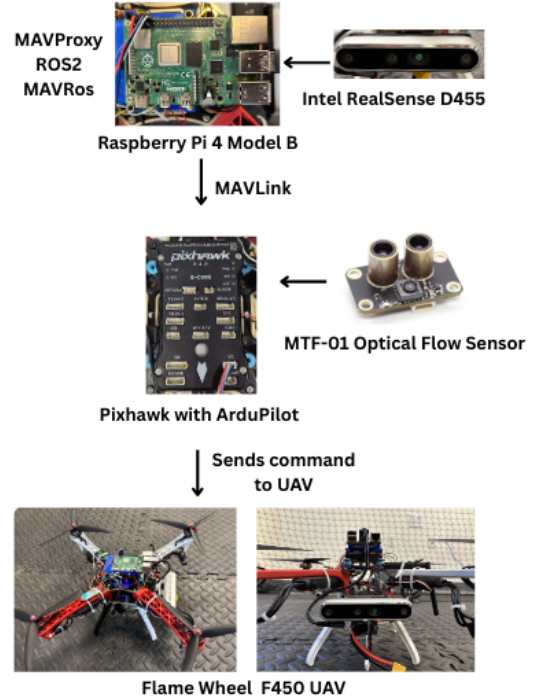 MAVProxy
ROS2
MAVRos
Intel RealSense D455
Raspberry Pi 4 Model B
MAVLink
pixhawk
MTF-01 Optical Flow Sensor
Pixhawk with ArduPilot
Sends command
to UAV
Flame Wheel F450 UAV